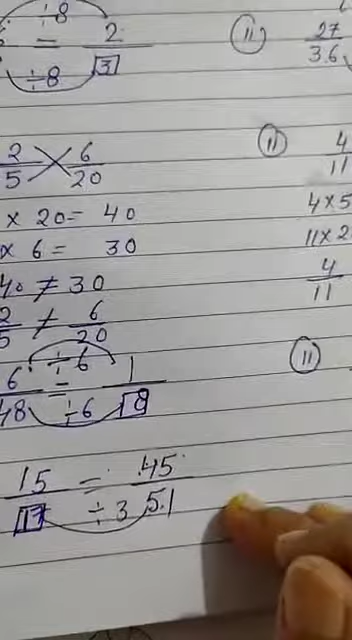 ÷8
= 2/3
÷8
(ii) 27/36
2/5 6/20
(ii) 4/11
× 20= 40
4×5
× 6= 30
11×2
40 ≠ 30
4/11
2/5 ≠ 6/20
÷6
6/48 = 1/8
÷6
(ii)
15/17 = 45/51
÷3